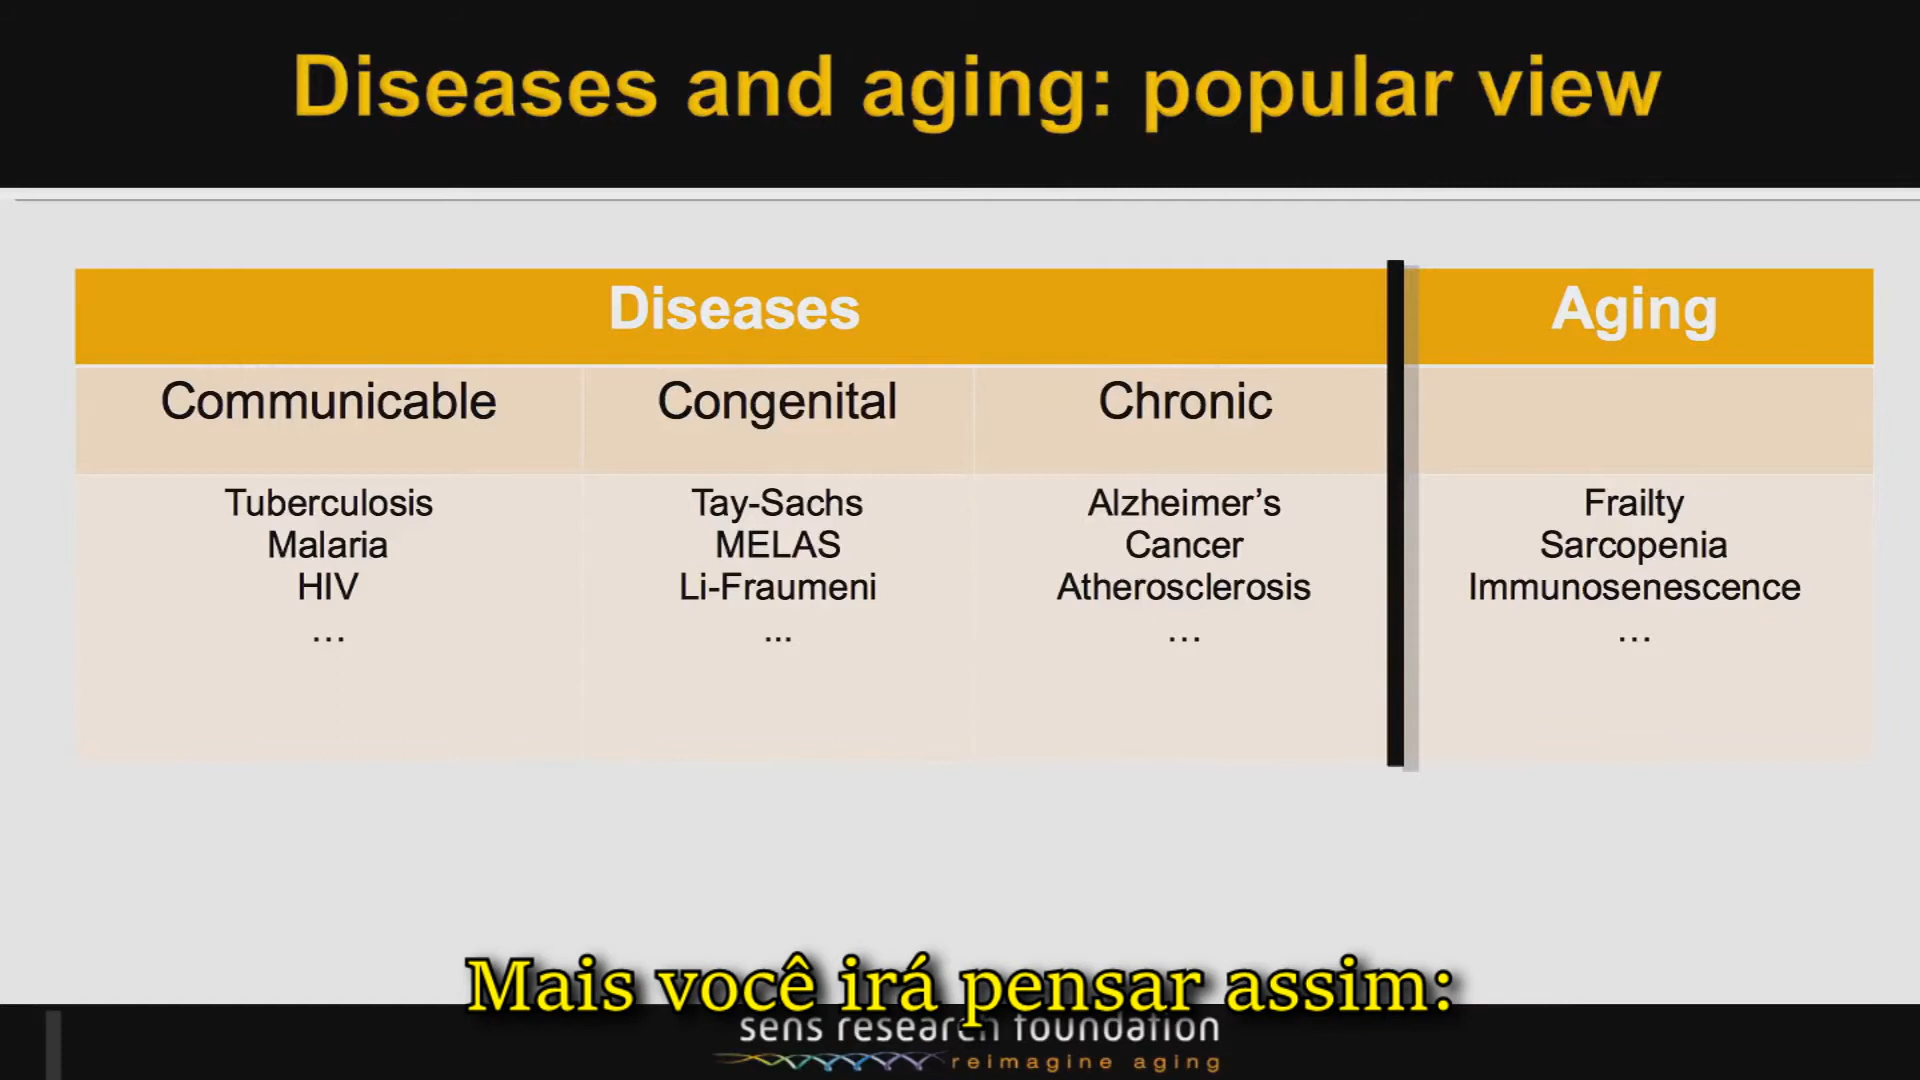 Diseases and aging: popular view
Diseases Aging
Communicable Congenital Chronic
Tuberculosis Tay-Sachs Alzheimer’s Frailty
Malaria MELAS Cancer Sarcopenia
HIV Li-Fraumeni Atherosclerosis Immunosenescence
… ... … …
Mais você irá pensar assim:
sens research foundation
reimagine aging